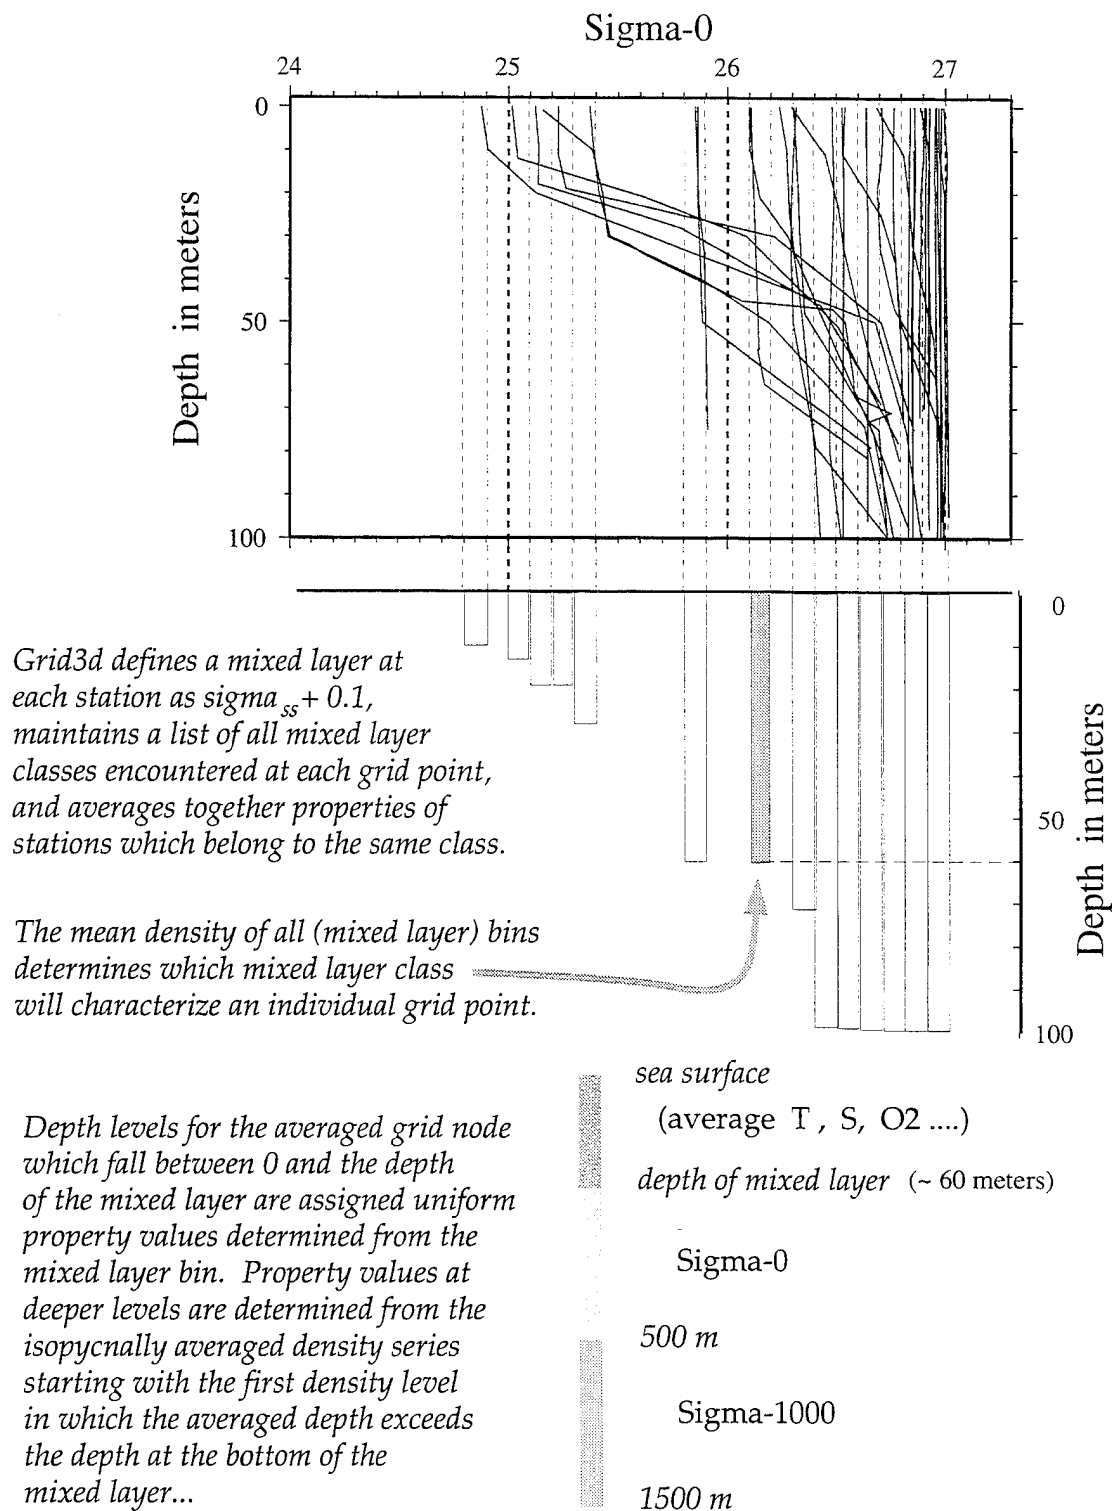 Sigma-0
24 25 26 27
0
50
100
Depth in meters
0
50
100
Depth in meters
Grid3d defines a mixed layer at
each station as sigma ss + 0.1,
maintains a list of all mixed layer
classes encountered at each grid point,
and averages together properties of
stations which belong to the same class.
The mean density of all (mixed layer) bins
determines which mixed layer class
will characterize an individual grid point.
Depth levels for the averaged grid node
which fall between 0 and the depth
of the mixed layer are assigned uniform
property values determined from the
mixed layer bin. Property values at
deeper levels are determined from the
isopycnally averaged density series
starting with the first density level
in which the averaged depth exceeds
the depth at the bottom of the
mixed layer...
sea surface
(average T , S, O2 ....)
depth of mixed layer (~ 60 meters)
Sigma-0
500 m
Sigma-1000
1500 m